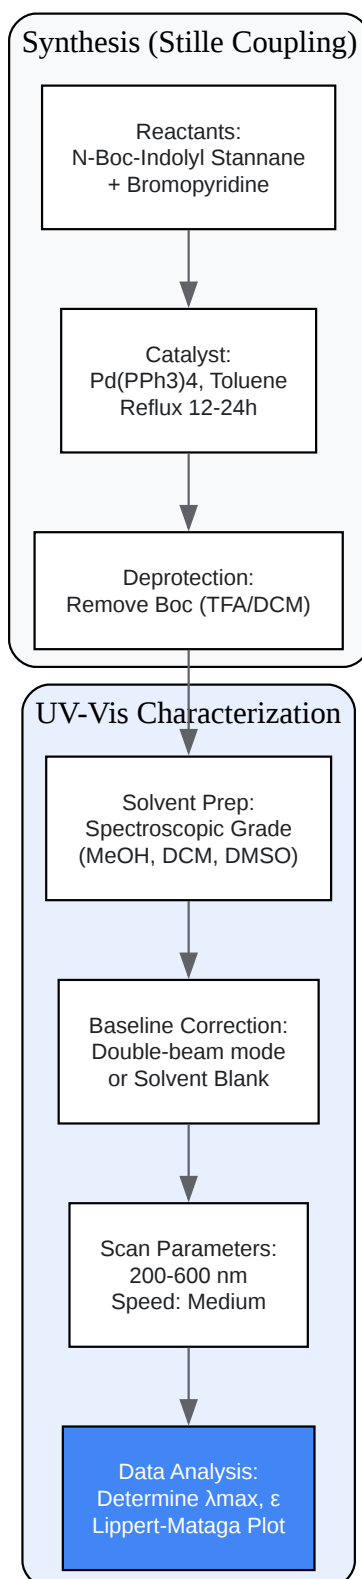 Synthesis (Stille Coupling)
Reactants:
N-Boc-Indolyl Stannane
+ Bromopyridine
Catalyst:
Pd(PPh3)4, Toluene
Reflux 12-24h
Deprotection:
Remove Boc (TFA/DCM)
UV-Vis Characterization
Solvent Prep:
Spectroscopic Grade
(MeOH, DCM, DMSO)
Baseline Correction:
Double-beam mode
or Solvent Blank
Scan Parameters:
200-600 nm
Speed: Medium
Data Analysis:
Determine λmax, ε
Lippert-Mataga Plot